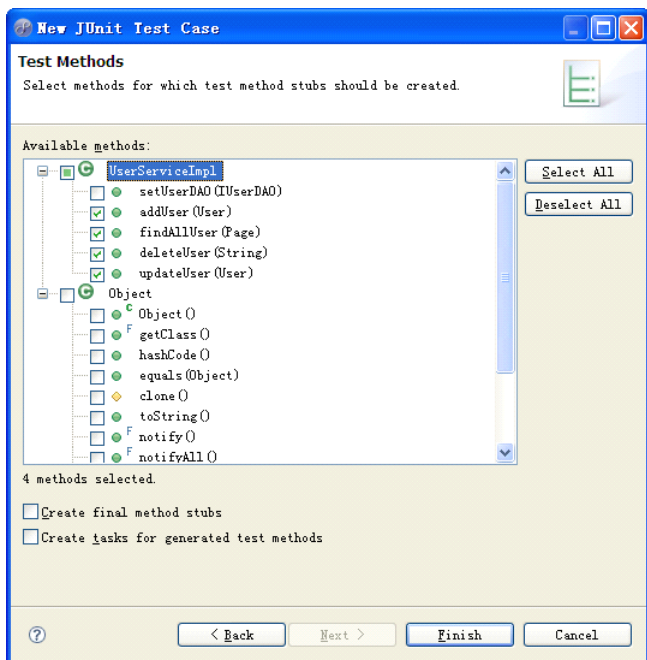 New JUnit Test Case
Test Methods
Select methods for which test method stubs should be created.
Available methods:
UserServiceImpl
setUserDAO(IUserDAO)
addUser(User)
findAllUser(Page)
deleteUser(String)
updateUser(User)
Object
C Object()
F getClass()
hashCode()
equals(Object)
clone()
toString()
F notify()
F notifyAll()
Select All
Deselect All
4 methods selected.
Create final method stubs
Create tasks for generated test methods
? < Back Next > Finish Cancel